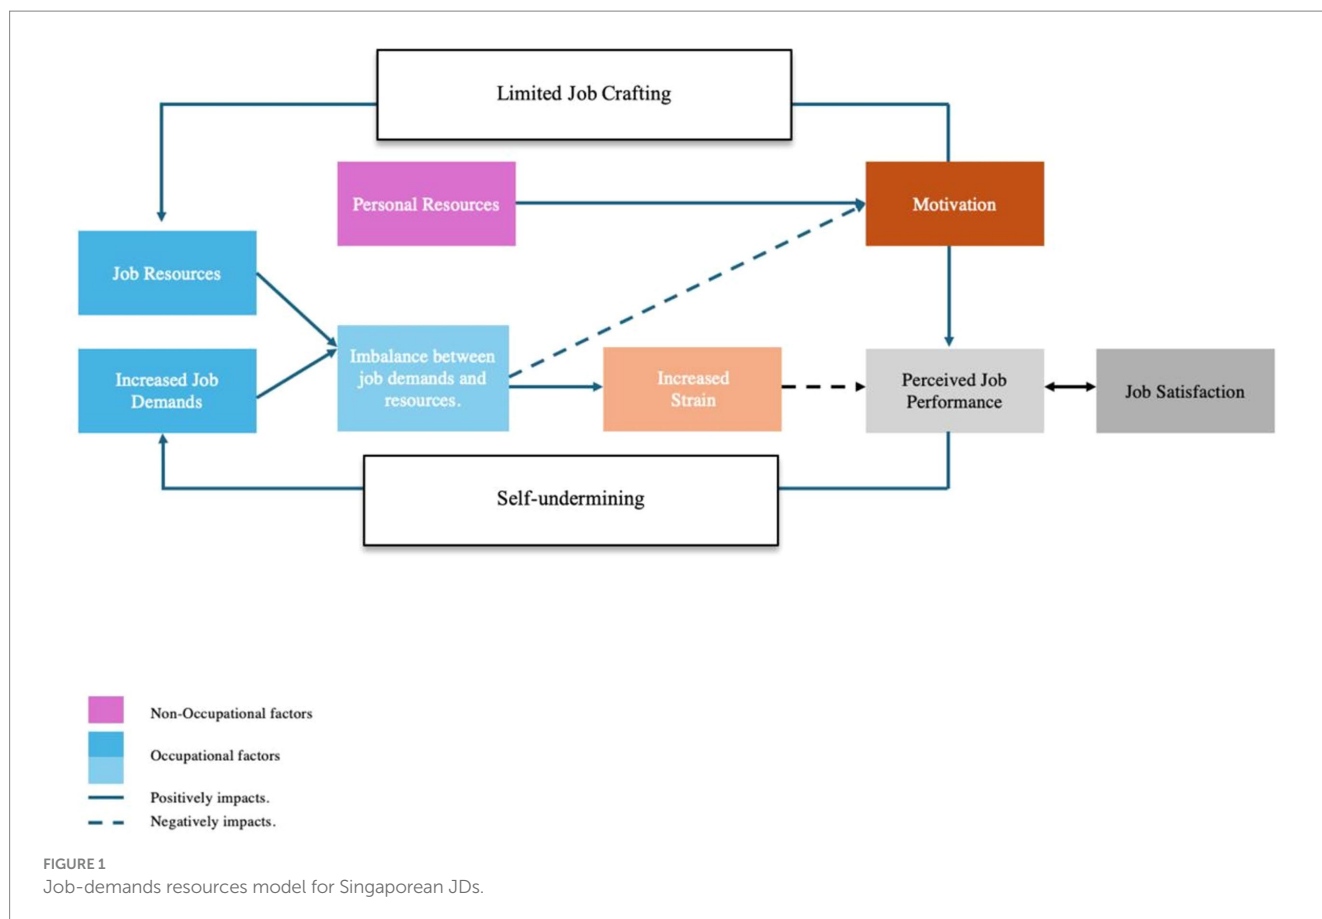 Limited Job Crafting
Personal Resources
Motivation
Job Resources
Imbalance between
job demands and
resources.
Increased Job
Demands
Increased
Strain
Perceived Job
Performance
Job Satisfaction
Self-undermining
Non-Occupational factors
Occupational factors
Positively impacts.
Negatively impacts.
FIGURE 1
Job-demands resources model for Singaporean JDs.